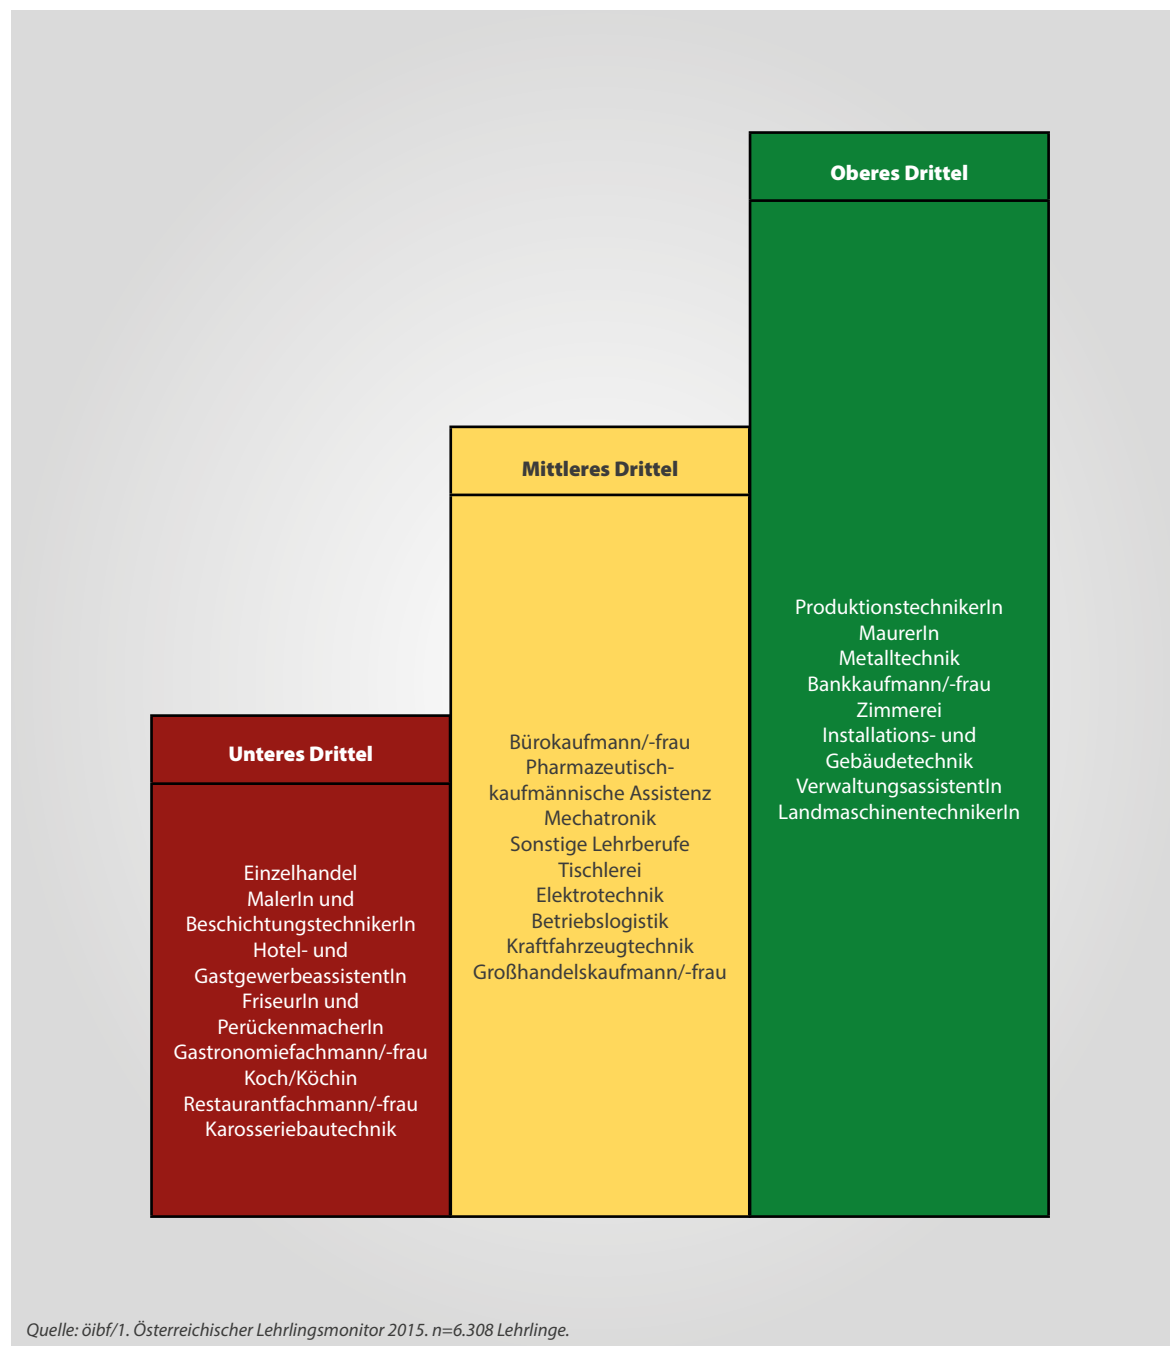 Oberes Drittel
ProduktionstechnikerIn
MaurerIn
Metalltechnik
Bankkaufmann/-frau
Zimmerei
Installations- und
Gebäudetechnik
VerwaltungsassistentIn
LandmaschinentechnikerIn
Mittleres Drittel
Bürokaufmann/-frau
Pharmazeutisch-
kaufmännische Assistenz
Mechatronik
Sonstige Lehrberufe
Tischlerei
Elektrotechnik
Betriebslogistik
Kraftfahrzeugtechnik
Großhandelskaufmann/-frau
Unteres Drittel
Einzelhandel
MalerIn und
BeschichtungstechnikerIn
Hotel- und
GastgewerbeassistentIn
FriseurIn und
PerückenmacherIn
Gastronomiefachmann/-frau
Koch/Köchin
Restaurantfachmann/-frau
Karosseriebautechnik
Quelle: öibf/1. Österreichischer Lehrlingsmonitor 2015. n=6.308 Lehrlinge.